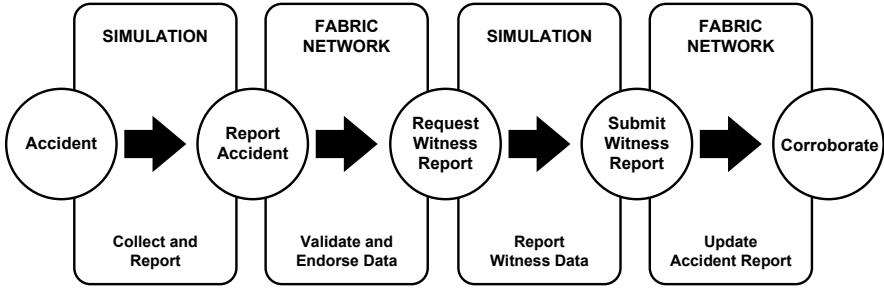 SIMULATION
FABRIC
NETWORK
SIMULATION
FABRIC
NETWORK
Accident
Report
Accident
Request
Witness
Report
Submit
Witness
Report
Corroborate
Collect and
Report
Validate and
Endorse Data
Report
Witness Data
Update
Accident Report